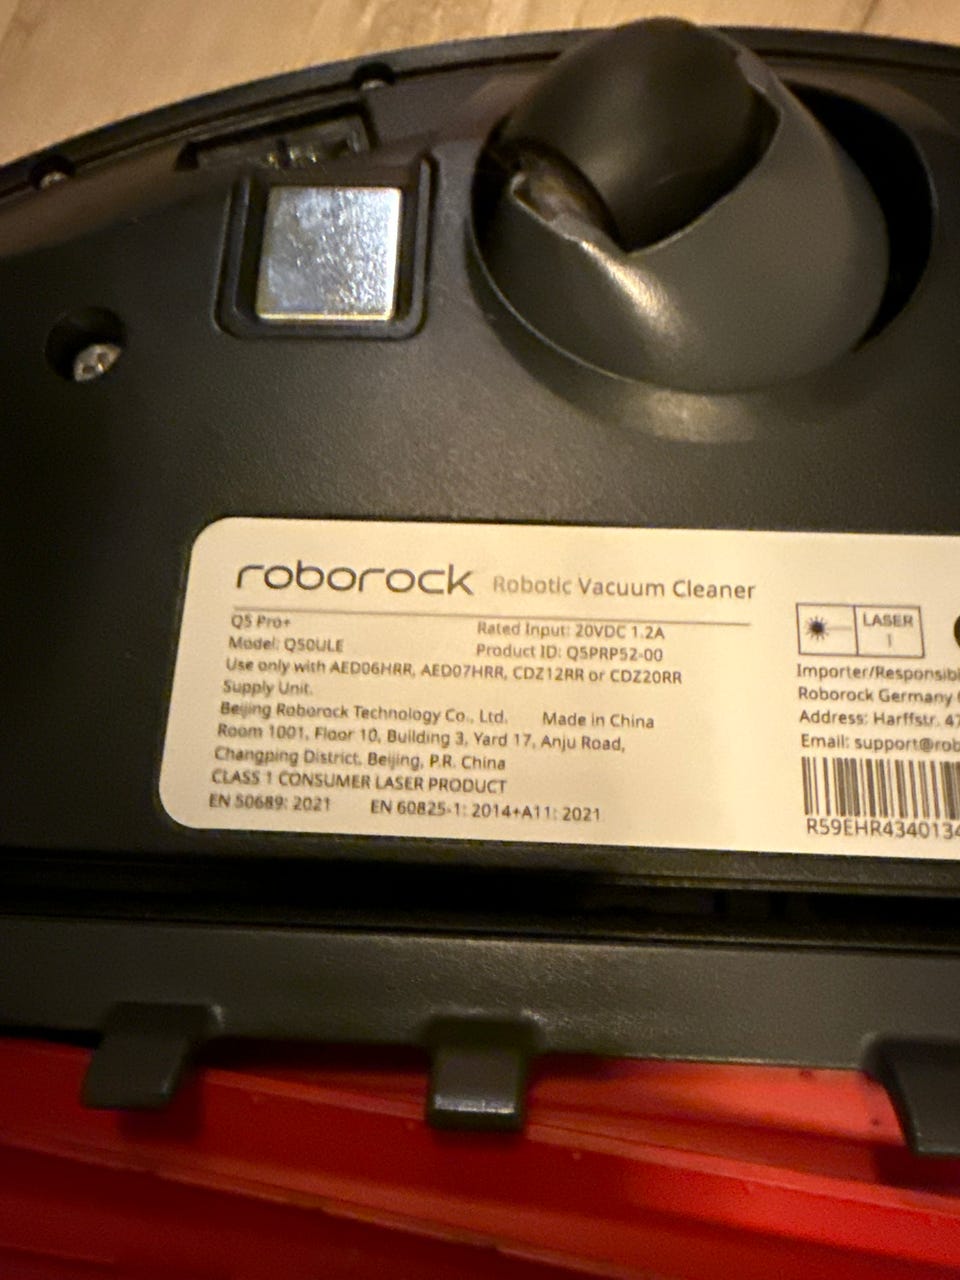 roborock Robotic Vacuum Cleaner
Q5 Pro+
Model: Q50ULE
Rated Input: 20VDC 1.2A
Product ID: Q5PRP52-00
Use only with AED06HRR, AED07HRR, CDZ12RR or CDZ20RR
Supply Unit.
Beijing Roborock Technology Co., Ltd. Made in China
Room 1001, Floor 10, Building 3, Yard 17, Anju Road,
Changping District, Beijing, P.R. China
CLASS 1 CONSUMER LASER PRODUCT
EN 50689: 2021 EN 60825-1: 2014+A11: 2021
LASER
1
Importer/Responsibl
Roborock Germany
Address: Harffstr. 47
Email: support@rob
R59EHR4340134